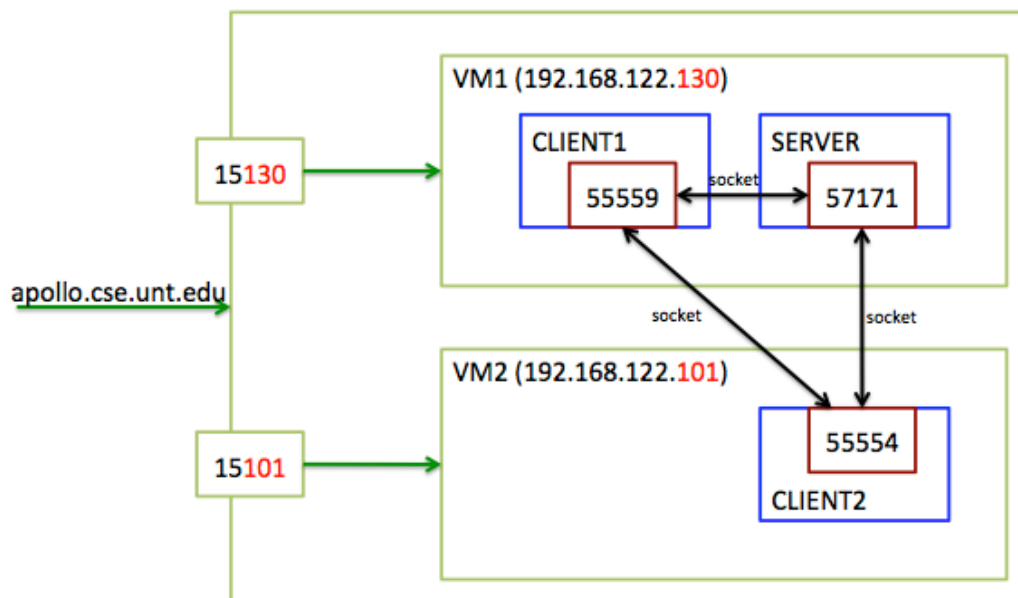 VM1 (192.168.122.130)
CLIENT1
SERVER
15130
socket
55559
57171
apollo.cse.unt.edu
socket
socket
VM2 (192.168.122.101)
15101
55554
CLIENT2